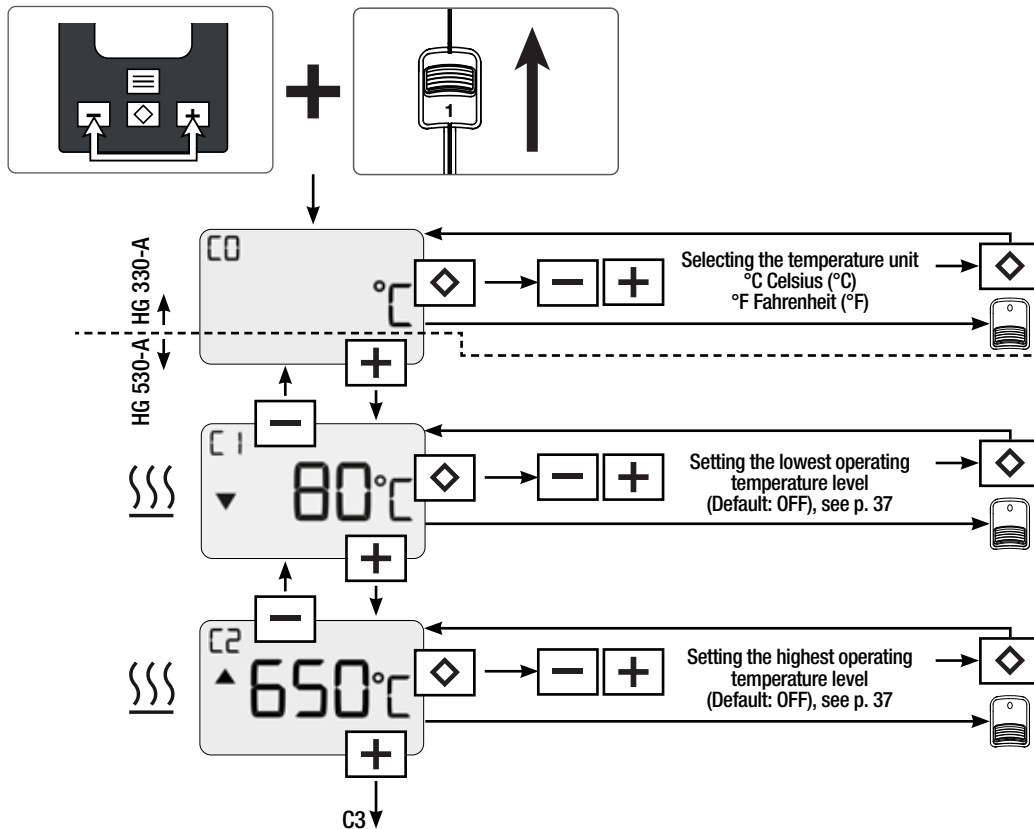 1
C0
°C
Selecting the temperature unit
°C Celsius (°C)
°F Fahrenheit (°F)
HG 330-A
HG 530-A
C1
80°C
Setting the lowest operating
temperature level
(Default: OFF), see p. 37
C2
650°C
Setting the highest operating
temperature level
(Default: OFF), see p. 37
C3